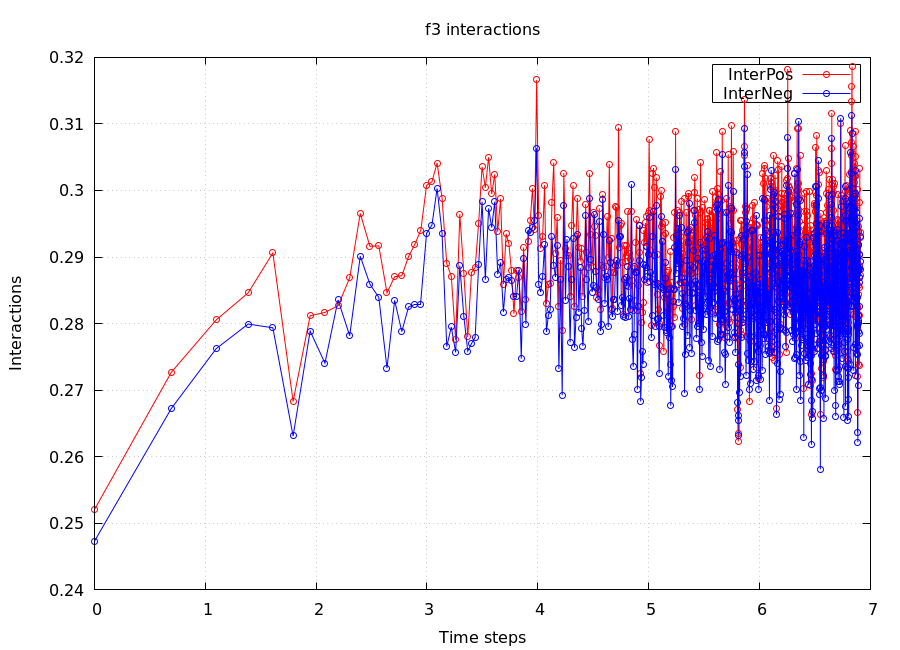 f3 interactions
0.32
0.31
0.3
0.29
0.28
0.27
0.26
0.25
0.24
InterPos
InterNeg
Interactions
0 1 2 3 4 5 6 7
Time steps